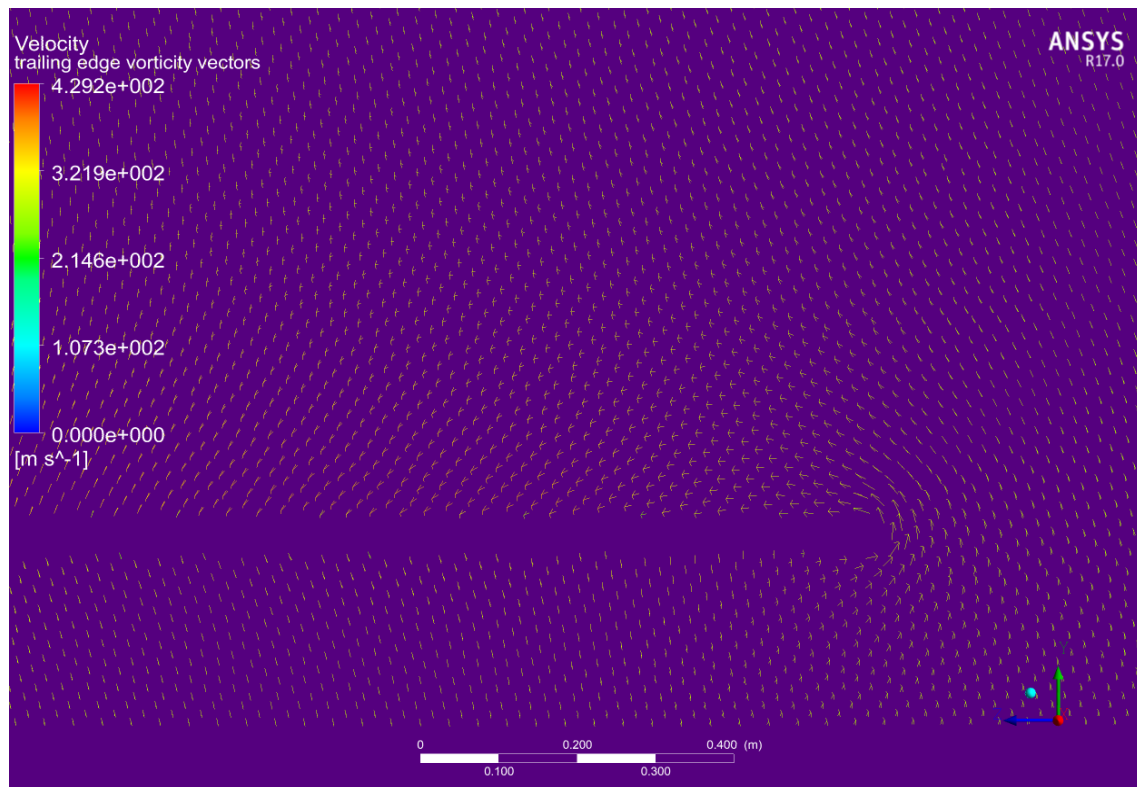 Velocity
trailing edge vorticity vectors
4.292e+002
3.219e+002
2.146e+002
1.073e+002
0.000e+000
[m s^-1]
ANSYS
R17.0
0 0.200 0.400 (m)
0.100 0.300